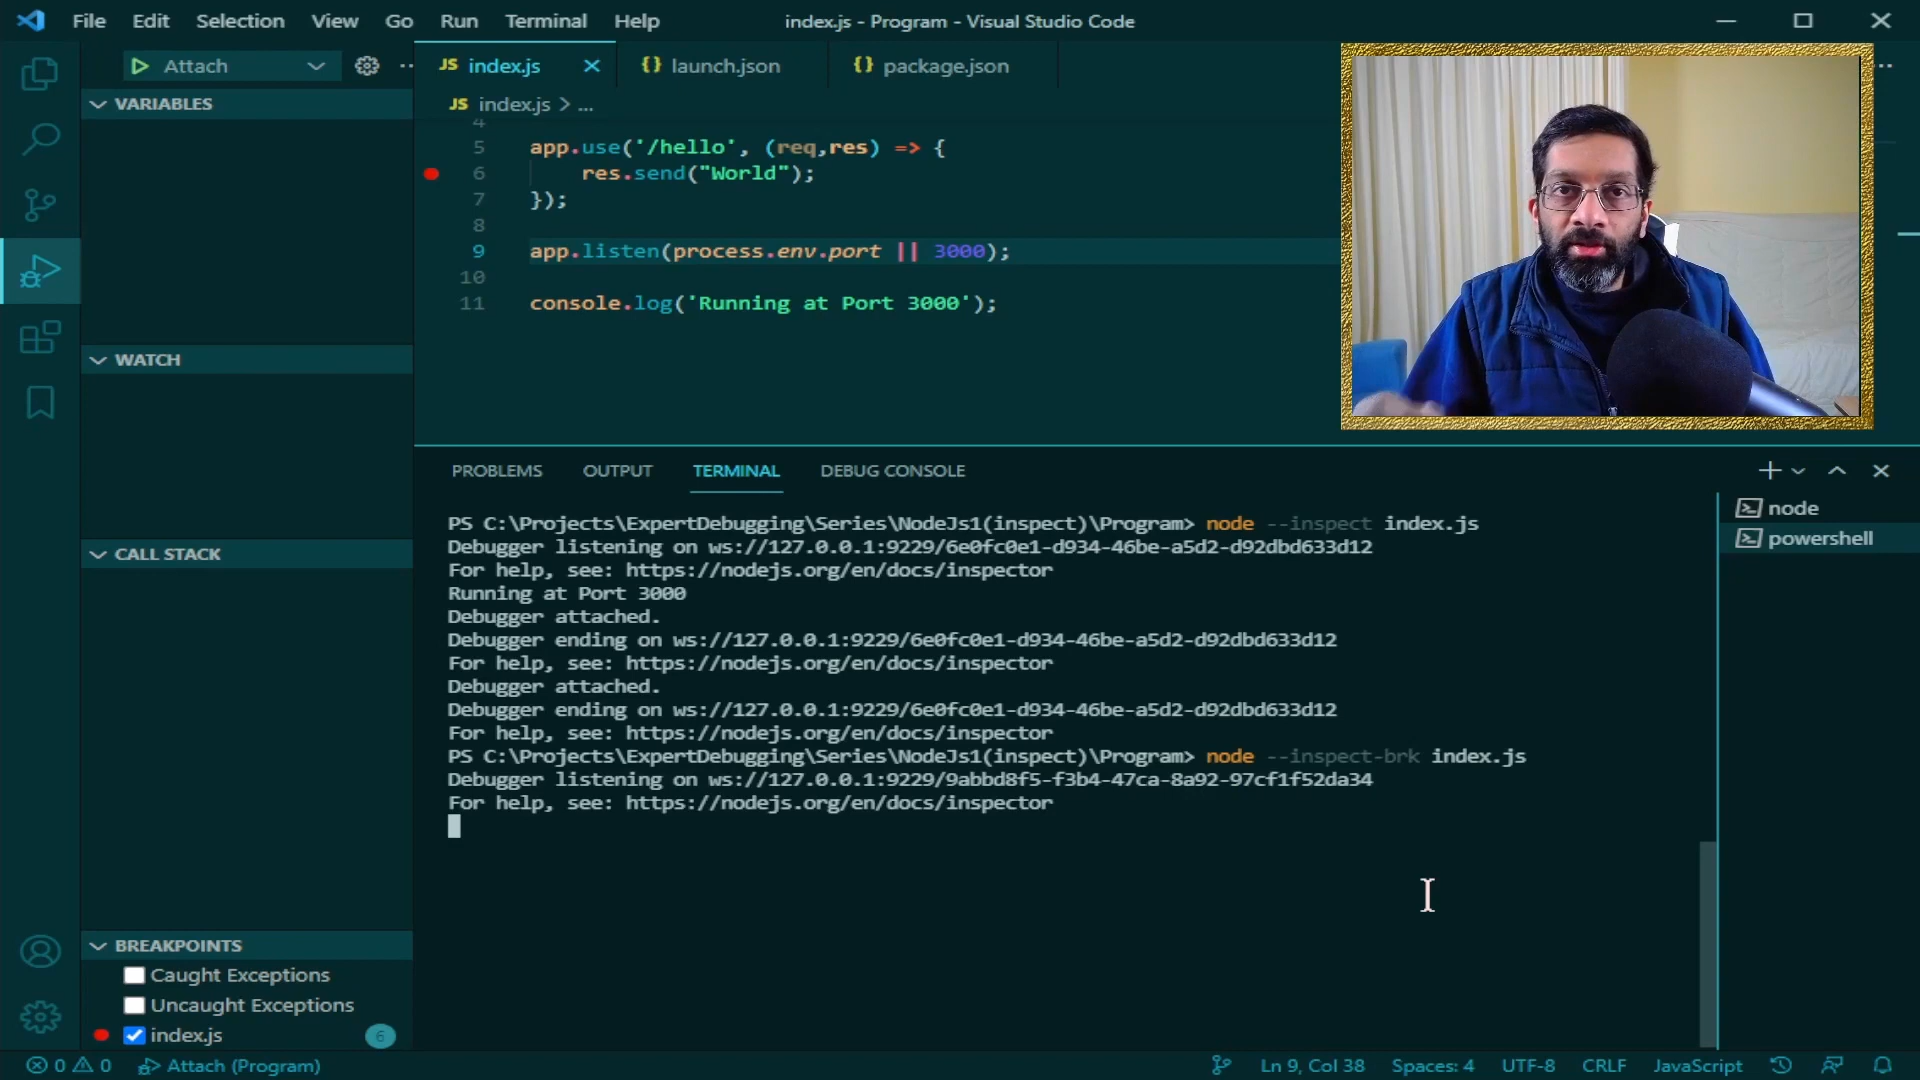 File Edit Selection View Go Run Terminal Help index.js - Program - Visual Studio Code
Attach
JS index.js {} launch.json {} package.json
VARIABLES
JS index.js > ...
4
5 app.use('/hello', (req,res) => {
6 res.send("World");
7 });
8
9 app.listen(process.env.port || 3000);
10
11 console.log('Running at Port 3000');
WATCH
CALL STACK
PROBLEMS OUTPUT TERMINAL DEBUG CONSOLE
PS C:\Projects\ExpertDebugging\Series\NodeJs1(inspect)\Program> node --inspect index.js
Debugger listening on ws://127.0.0.1:9229/6e0fc0e1-d934-46be-a5d2-d92dbd633d12
For help, see: https://nodejs.org/en/docs/inspector
Running at Port 3000
Debugger attached.
Debugger ending on ws://127.0.0.1:9229/6e0fc0e1-d934-46be-a5d2-d92dbd633d12
For help, see: https://nodejs.org/en/docs/inspector
Debugger attached.
Debugger ending on ws://127.0.0.1:9229/6e0fc0e1-d934-46be-a5d2-d92dbd633d12
For help, see: https://nodejs.org/en/docs/inspector
PS C:\Projects\ExpertDebugging\Series\NodeJs1(inspect)\Program> node --inspect-brk index.js
Debugger listening on ws://127.0.0.1:9229/9abbd8f5-f3b4-47ca-8a92-97cf1f52da34
For help, see: https://nodejs.org/en/docs/inspector
node
powershell
BREAKPOINTS
Caught Exceptions
Uncaught Exceptions
index.js 6
0 0 Attach (Program) Ln 9, Col 38 Spaces: 4 UTF-8 CRLF JavaScript